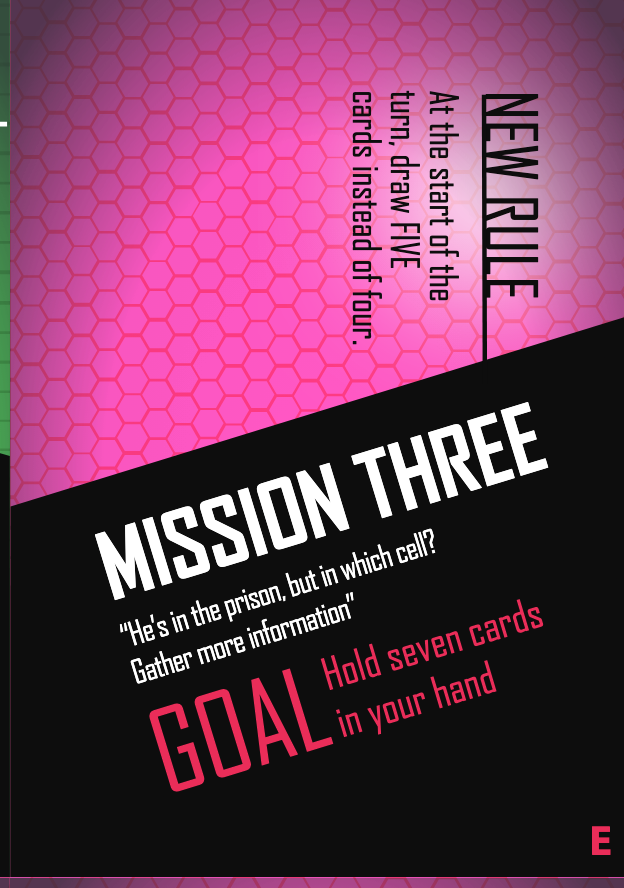 NEW RULE
At the start of the
turn, draw FIVE
cards instead of four.
MISSION THREE
“He’s in the prison, but in which cell?
Gather more information”
GOAL
Hold seven cards
in your hand
E